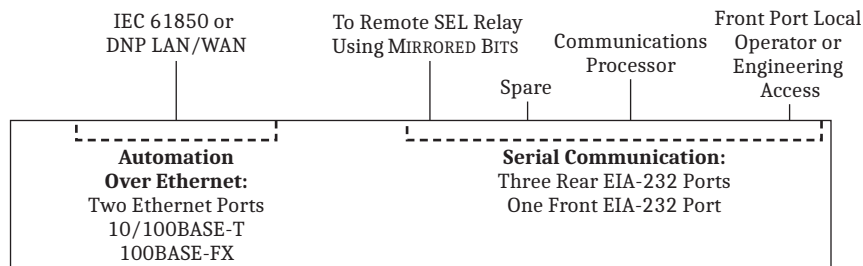 IEC 61850 or
DNP LAN/WAN
To Remote SEL Relay
Using MIRRORED BITS
Spare
Communications
Processor
Front Port Local
Operator or
Engineering
Access
Automation
Over Ethernet:
Two Ethernet Ports
10/100BASE-T
100BASE-FX
Serial Communication:
Three Rear EIA-232 Ports
One Front EIA-232 Port